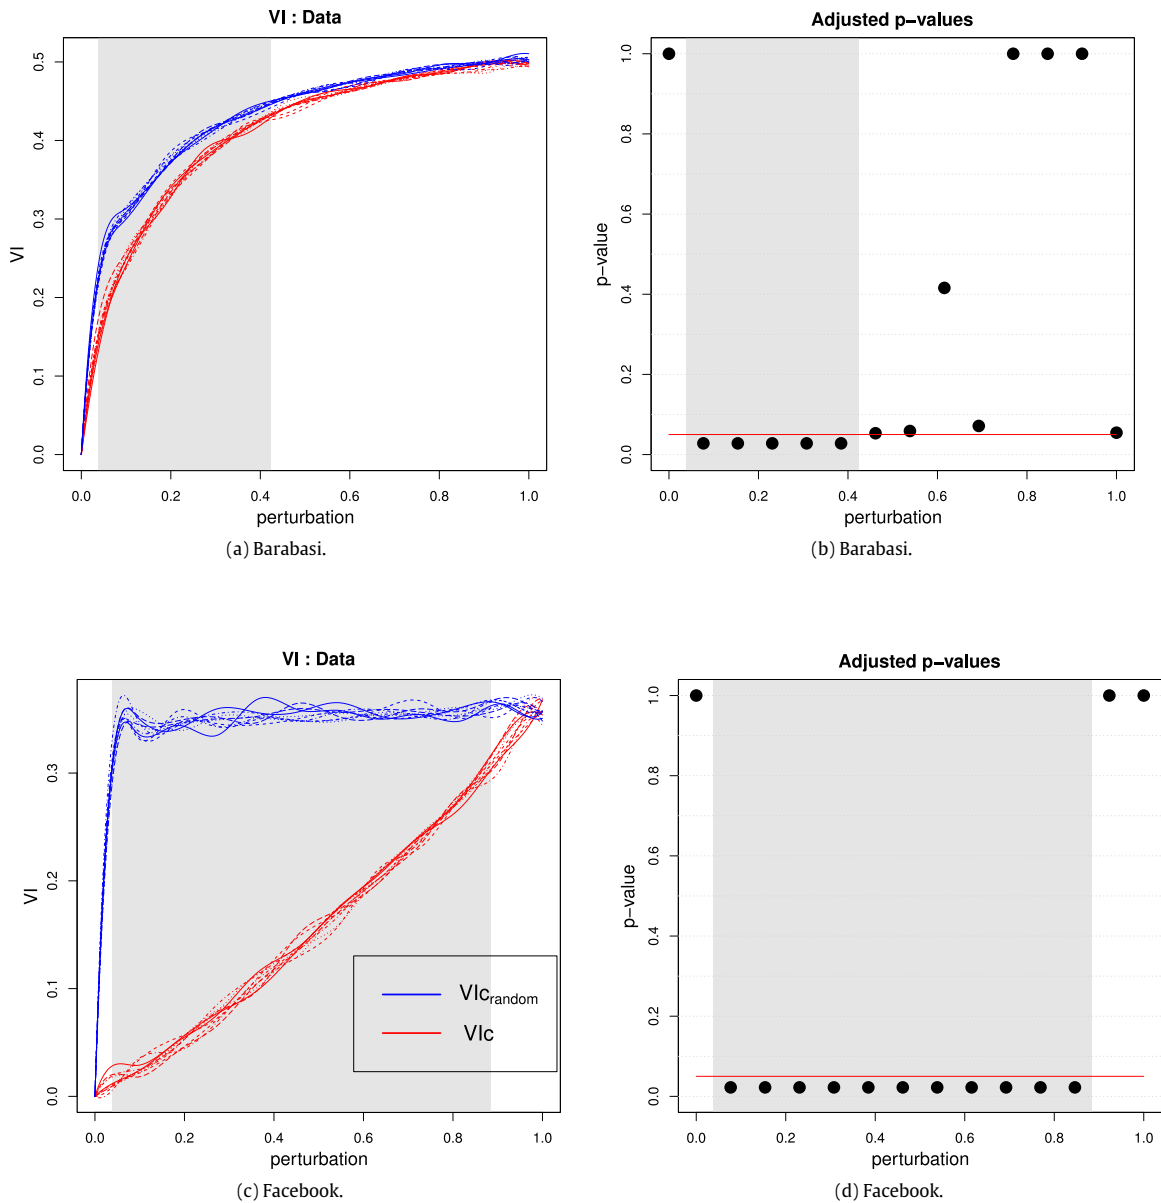 VI : Data
VI
0.0 0.1 0.2 0.3 0.4 0.5
0.0 0.2 0.4 0.6 0.8 1.0
perturbation
(a) Barabasi.
Adjusted p−values
p−value
0.0 0.2 0.4 0.6 0.8 1.0
0.0 0.2 0.4 0.6 0.8 1.0
perturbation
(b) Barabasi.
VI : Data
VI
0.0 0.1 0.2 0.3
VIcrandom
VIc
0.0 0.2 0.4 0.6 0.8 1.0
perturbation
(c) Facebook.
Adjusted p−values
p−value
0.0 0.2 0.4 0.6 0.8 1.0
0.0 0.2 0.4 0.6 0.8 1.0
perturbation
(d) Facebook.